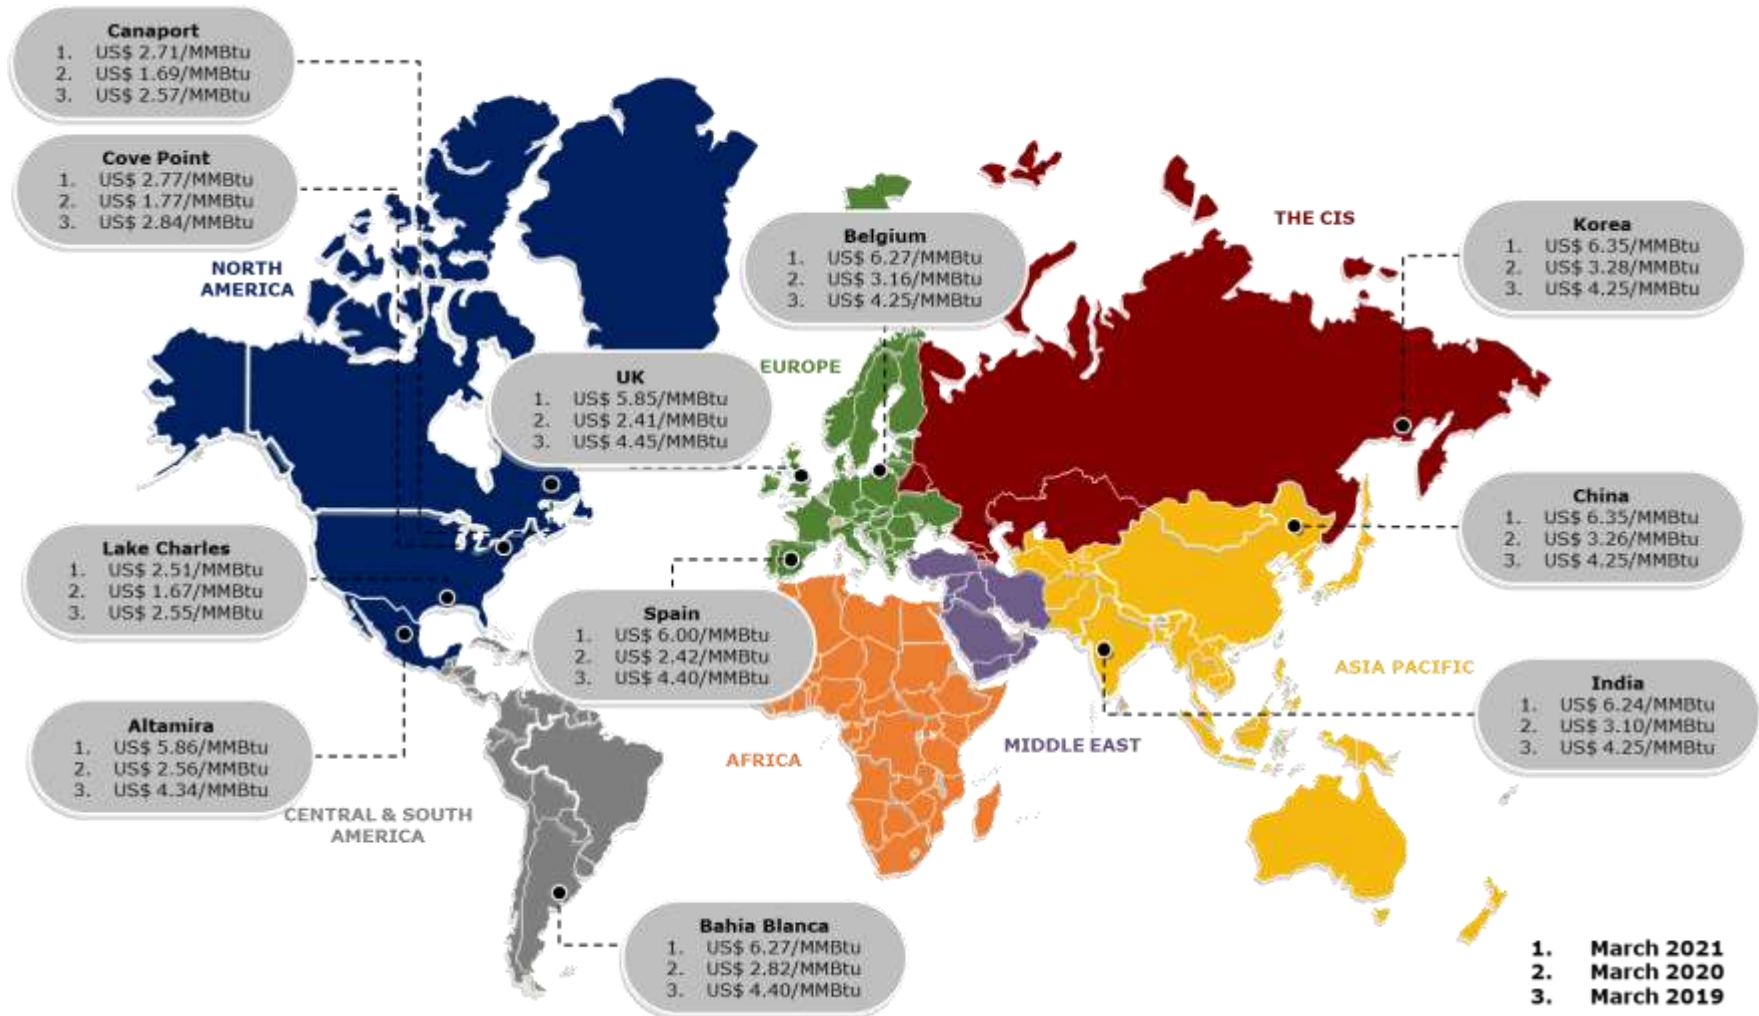 Canaport
1. US$ 2.71/MMBtu
2. US$ 1.69/MMBtu
3. US$ 2.57/MMBtu
Cove Point
1. US$ 2.77/MMBtu
2. US$ 1.77/MMBtu
3. US$ 2.84/MMBtu
NORTH
AMERICA
Belgium
1. US$ 6.27/MMBtu
2. US$ 3.16/MMBtu
3. US$ 4.25/MMBtu
THE CIS
Korea
1. US$ 6.35/MMBtu
2. US$ 3.28/MMBtu
3. US$ 4.25/MMBtu
EUROPE
UK
1. US$ 5.85/MMBtu
2. US$ 2.41/MMBtu
3. US$ 4.45/MMBtu
China
1. US$ 6.35/MMBtu
2. US$ 3.26/MMBtu
3. US$ 4.25/MMBtu
Lake Charles
1. US$ 2.51/MMBtu
2. US$ 1.67/MMBtu
3. US$ 2.55/MMBtu
Spain
1. US$ 6.00/MMBtu
2. US$ 2.42/MMBtu
3. US$ 4.40/MMBtu
ASIA PACIFIC
India
1. US$ 6.24/MMBtu
2. US$ 3.10/MMBtu
3. US$ 4.25/MMBtu
Altamira
1. US$ 5.86/MMBtu
2. US$ 2.56/MMBtu
3. US$ 4.34/MMBtu
AFRICA
MIDDLE EAST
CENTRAL & SOUTH
AMERICA
Bahia Blanca
1. US$ 6.27/MMBtu
2. US$ 2.82/MMBtu
3. US$ 4.40/MMBtu
1. March 2021
2. March 2020
3. March 2019